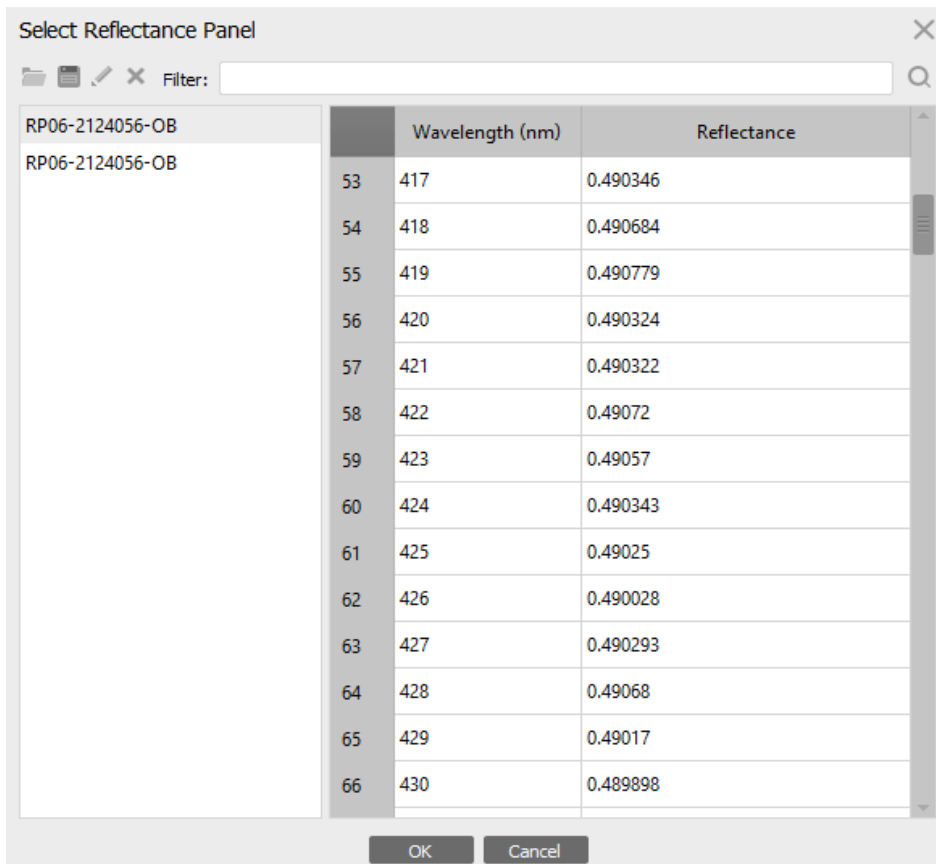 Select Reflectance Panel
Filter:
RP06-2124056-OB
RP06-2124056-OB
Wavelength (nm) Reflectance
53 417 0.490346
54 418 0.490684
55 419 0.490779
56 420 0.490324
57 421 0.490322
58 422 0.49072
59 423 0.49057
60 424 0.490343
61 425 0.49025
62 426 0.490028
63 427 0.490293
64 428 0.49068
65 429 0.49017
66 430 0.489898
OK Cancel